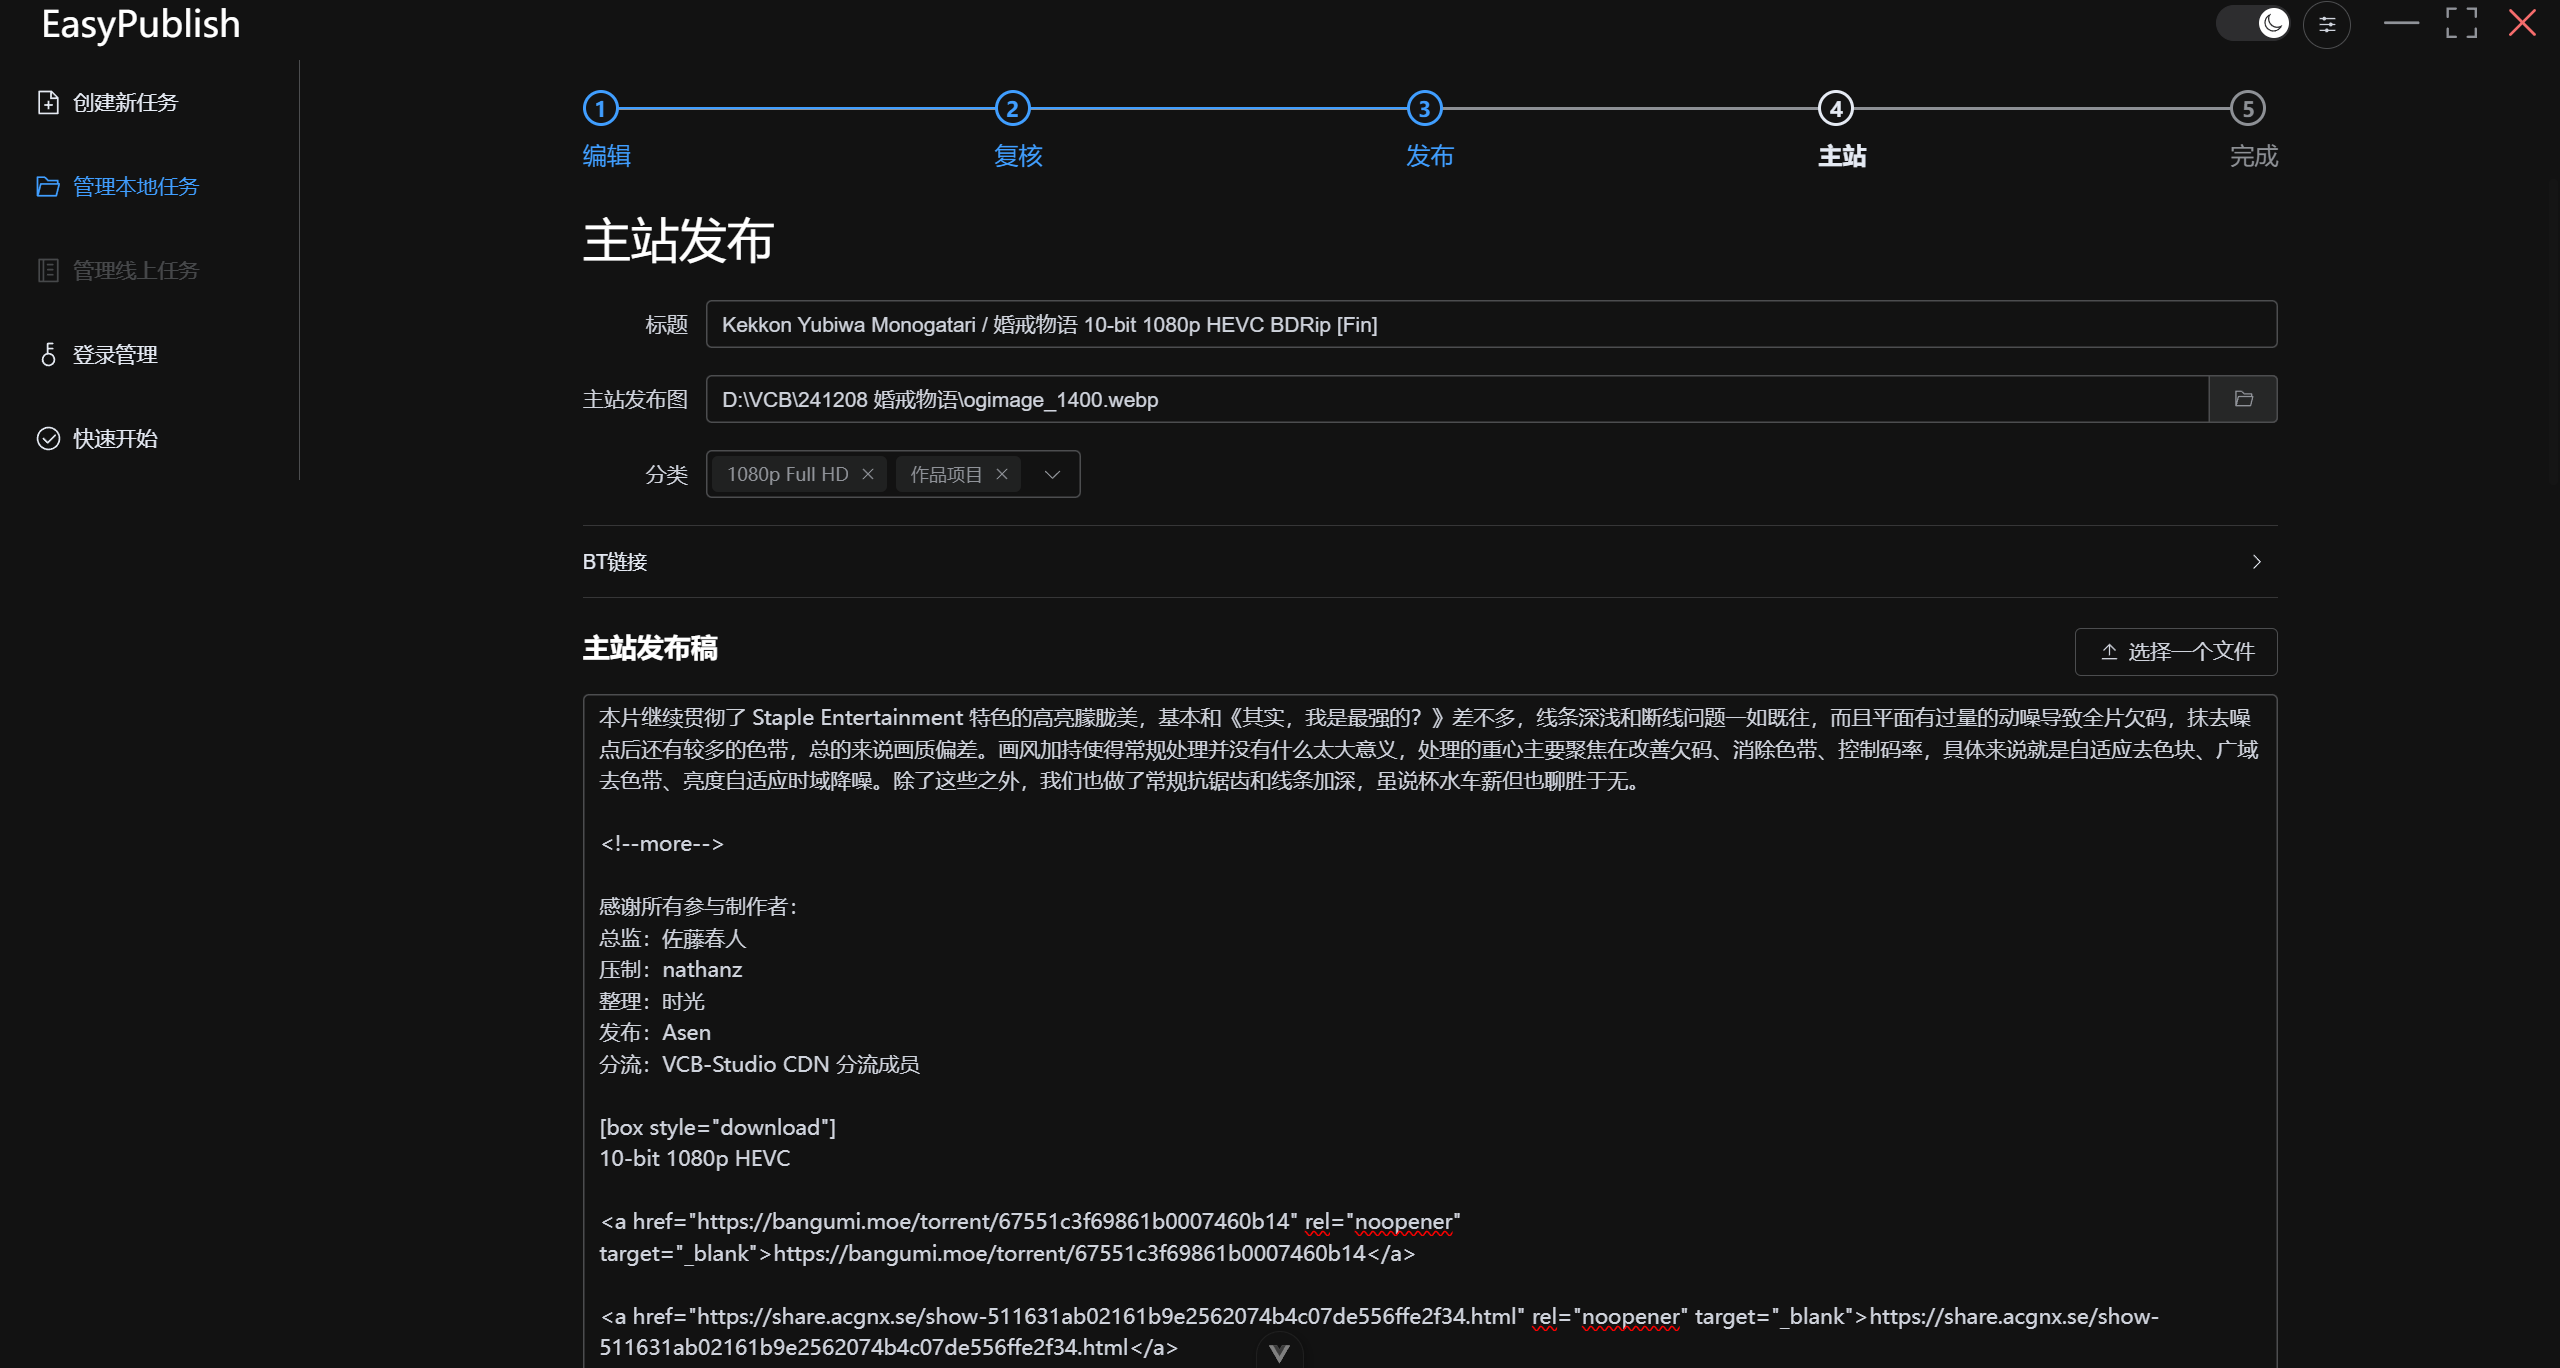 EasyPublish
创建新任务
管理本地任务
管理线上任务
登录管理
快速开始
1
2
3
4
5
编辑
复核
发布
主站
完成
主站发布
标题
Kekkon Yubiwa Monogatari / 婚戒物语 10-bit 1080p HEVC BDRip [Fin]
主站发布图
D:\VCB\241208 婚戒物语\ogimage_1400.webp
分类
1080p Full HD
作品项目
BT链接
主站发布稿
选择一个文件
本片继续贯彻了 Staple Entertainment 特色的高亮朦胧美，基本和《其实，我是最强的？》差不多，线条深浅和断线问题一如既往，而且平面有过量的动噪导致全片欠码，抹去噪
点后还有较多的色带，总的来说画质偏差。画风加持使得常规处理并没有什么太大意义，处理的重心主要聚焦在改善欠码、消除色带、控制码率，具体来说就是自适应去色块、广域
去色带、亮度自适应时域降噪。除了这些之外，我们也做了常规抗锯齿和线条加深，虽说杯水车薪但也聊胜于无。
<!--more-->
感谢所有参与制作者：
总监：佐藤春人
压制：nathanz
整理：时光
发布：Asen
分流：VCB-Studio CDN 分流成员
[box style="download"]
10-bit 1080p HEVC
<a href="https://bangumi.moe/torrent/67551c3f69861b0007460b14" rel="noopener"
target="_blank">https://bangumi.moe/torrent/67551c3f69861b0007460b14</a>
<a href="https://share.acgnx.se/show-511631ab02161b9e2562074b4c07de556ffe2f34.html" rel="noopener" target="_blank">https://share.acgnx.se/show-
511631ab02161b9e2562074b4c07de556ffe2f34.html</a>